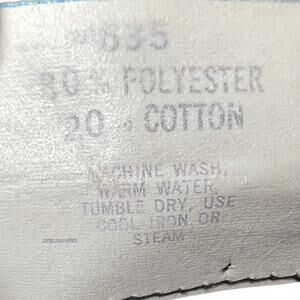 635
80% POLYESTER
20% COTTON
MACHINE WASH,
WARM WATER,
TUMBLE DRY, USE
COOL IRON OR
STEAM